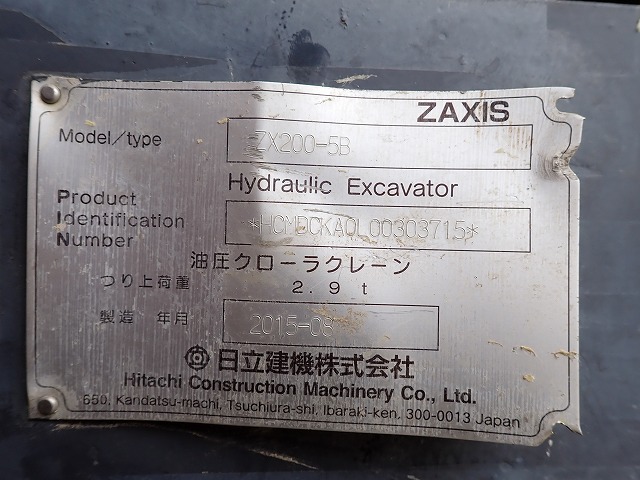 ZAXIS
Model/type ZX200-5B
Hydraulic Excavator
Product
Identification *HCMDCKA0L00303715*
Number
油圧クローラクレーン
つり上荷重 2.9 t
製造 年月 2015-08
日立建機株式会社
Hitachi Construction Machinery Co., Ltd.
650, Kandatsu-machi, Tsuchiura-shi, Ibaraki-ken, 300-0013 Japan